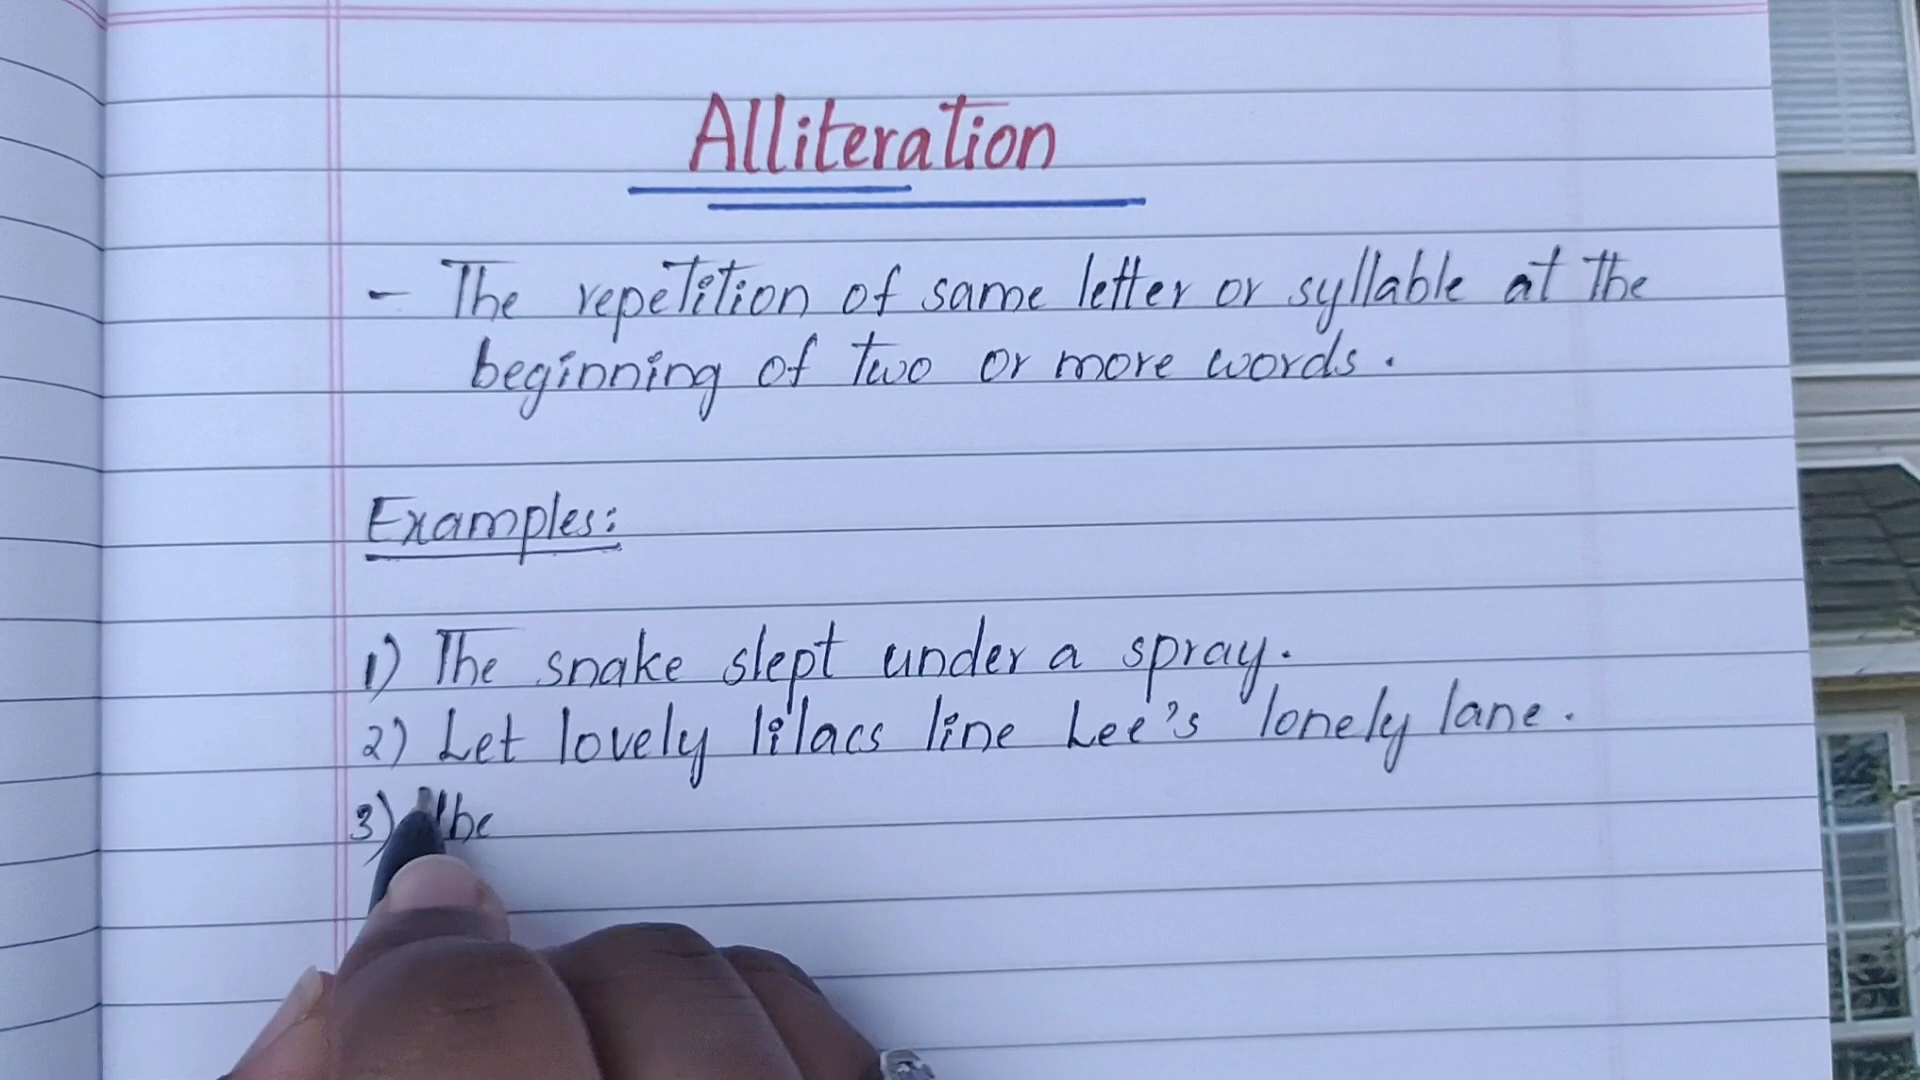 Alliteration
- The repetition of same letter or syllable at the
beginning of two or more words.
Examples:
1) The snake slept under a spray.
2) Let lovely lilacs line Lee's lonely lane.
3) The